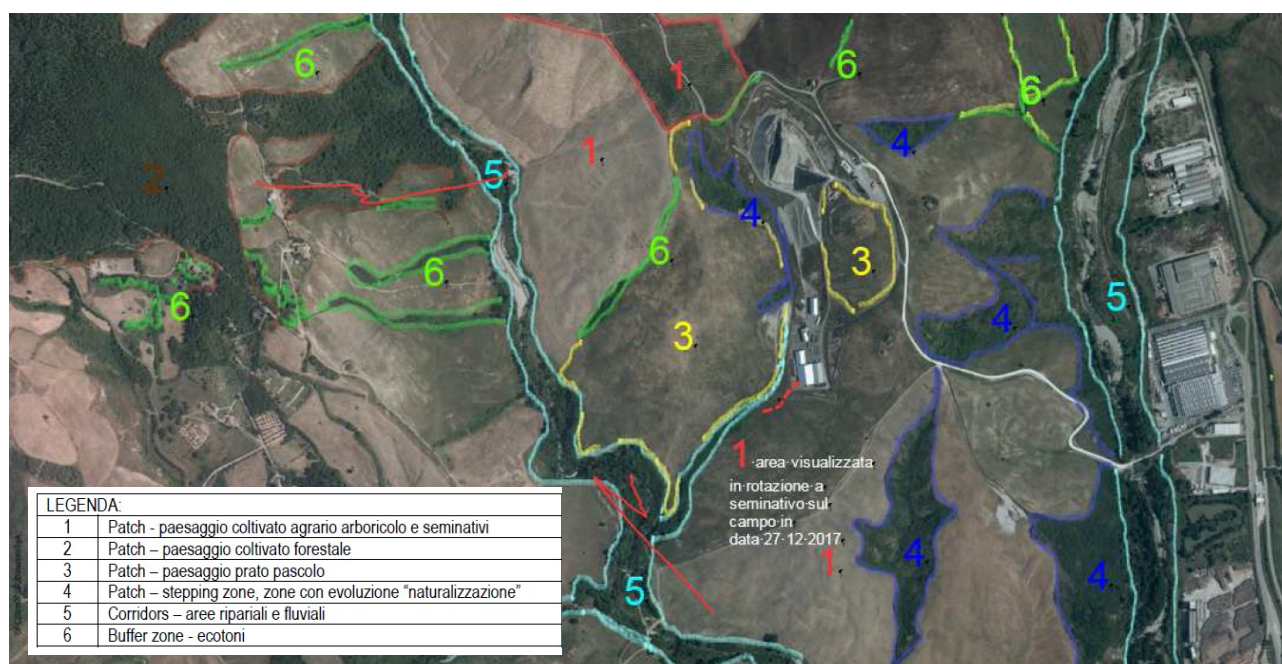 6
1
6
6
4
1
5
2
4
6
3
6
6
3
5
4
1 area visualizzata
in rotazione a
seminativo sul
campo in
data 27-12-2017
1
4
4
5
LEGENDA:
1 Patch - paesaggio coltivato agrario arboricolo e seminativi
2 Patch – paesaggio coltivato forestale
3 Patch – paesaggio prato pascolo
4 Patch – stepping zone, zone con evoluzione “naturalizzazione”
5 Corridors – aree ripariali e fluviali
6 Buffer zone - ecotoni